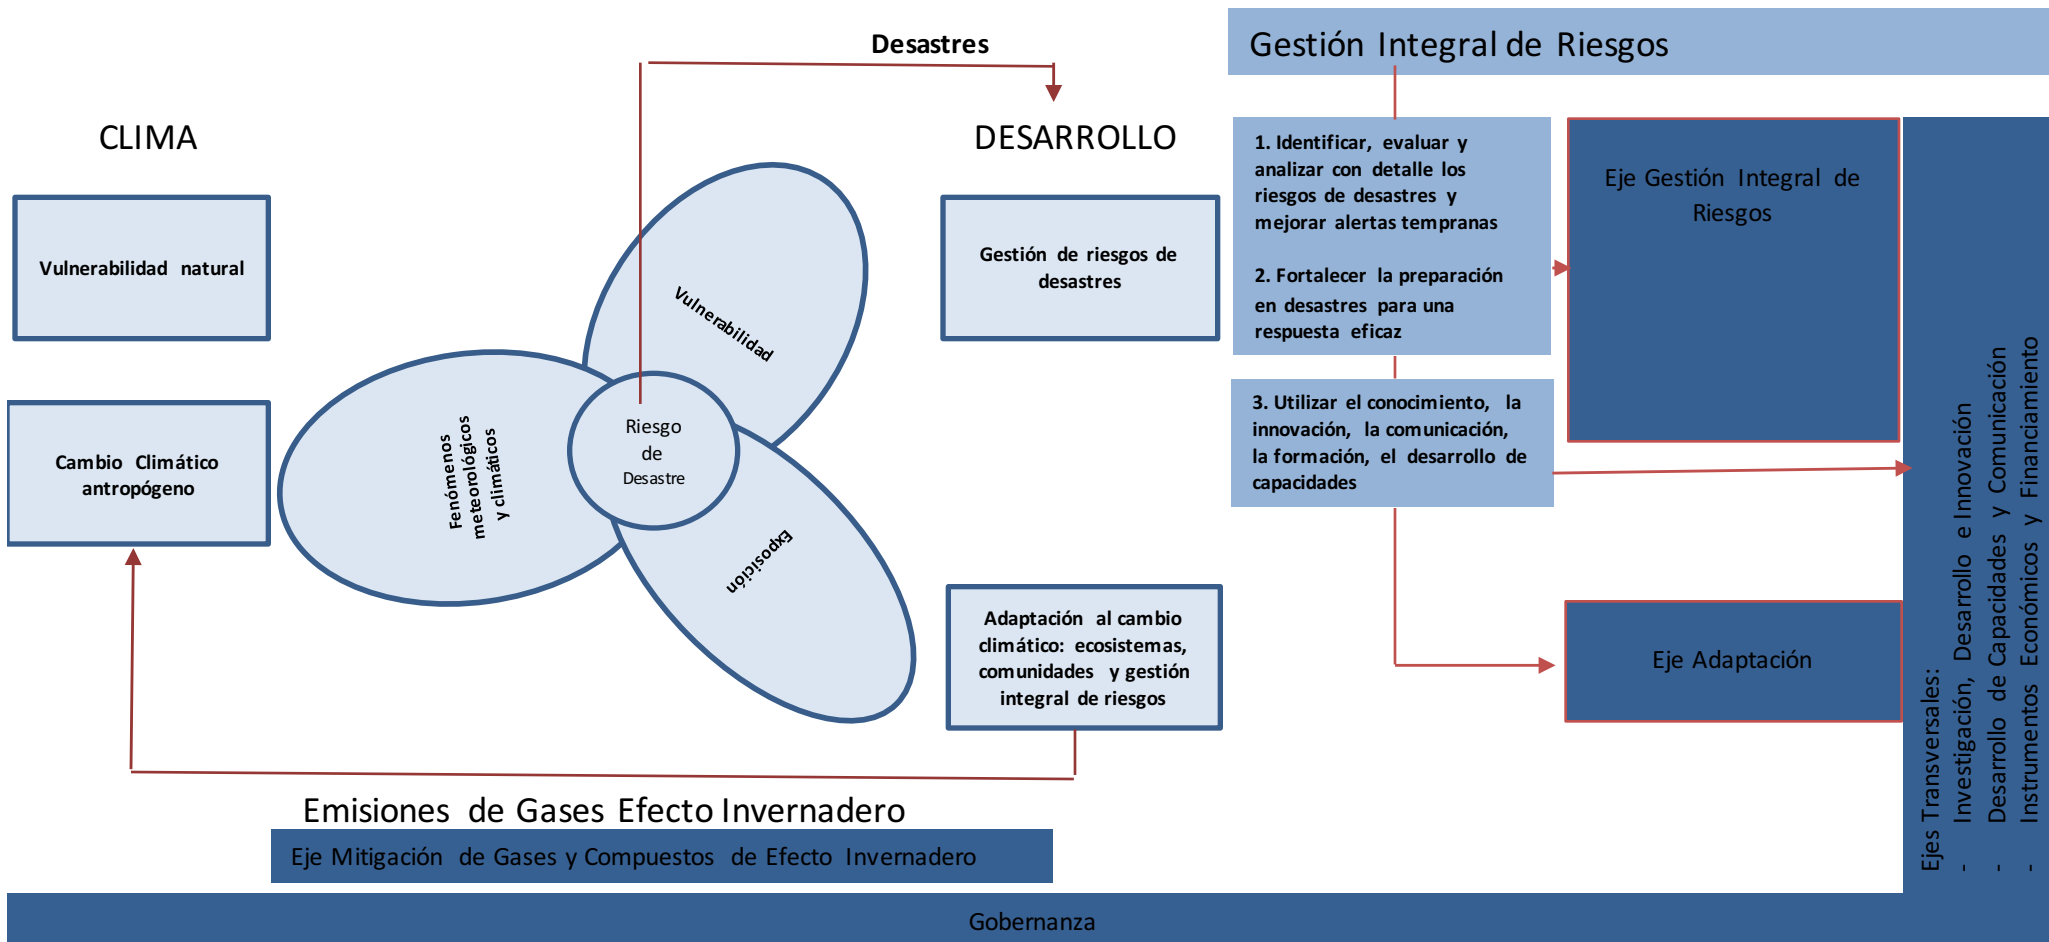 Desastres
Gestión Integral de Riesgos
CLIMA
DESARROLLO
Vulnerabilidad natural
Cambio Climático
antropógeno
Vulnerabilidad
Fenómenos
meteorológicos
y climáticos
Riesgo
de
Desastre
Exposición
Gestión de riesgos de
desastres
Adaptación al cambio
climático: ecosistemas,
comunidades y gestión
integral de riesgos
1. Identificar, evaluar y
analizar con detalle los
riesgos de desastres y
mejorar alertas tempranas
2. Fortalecer la preparación
en desastres para una
respuesta eficaz
3. Utilizar el conocimiento, la
innovación, la comunicación,
la formación, el desarrollo de
capacidades
Eje Gestión Integral de
Riesgos
Eje Adaptación
Ejes Transversales:
- Investigación, Desarrollo e Innovación
- Desarrollo de Capacidades y Comunicación
- Instrumentos Económicos y Financiamiento
Emisiones de Gases Efecto Invernadero
Eje Mitigación de Gases y Compuestos de Efecto Invernadero
Gobernanza